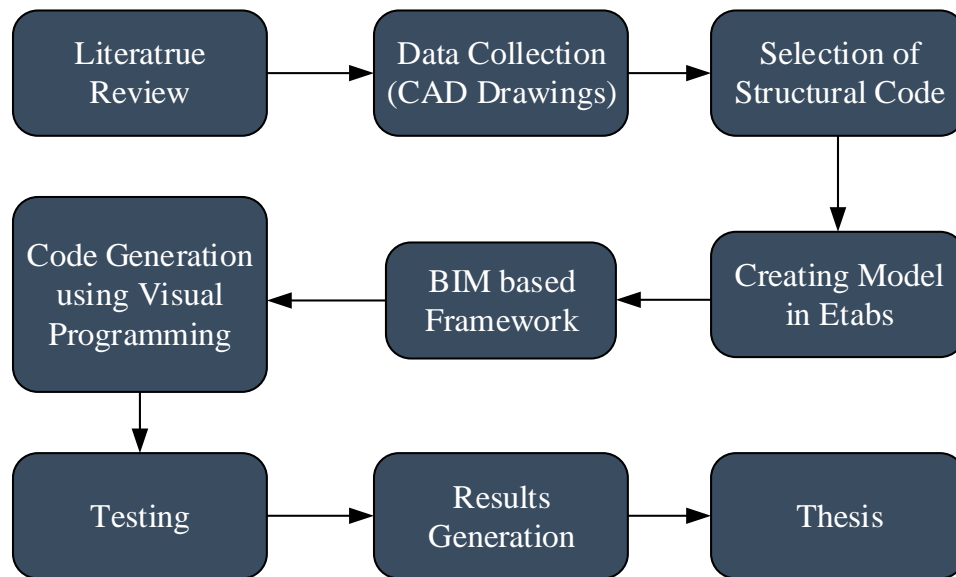 Literatrue
Review
Data Collection
(CAD Drawings)
Selection of
Structural Code
Creating Model
in Etabs
BIM based
Framework
Code Generation
using Visual
Programming
Testing
Results
Generation
Thesis